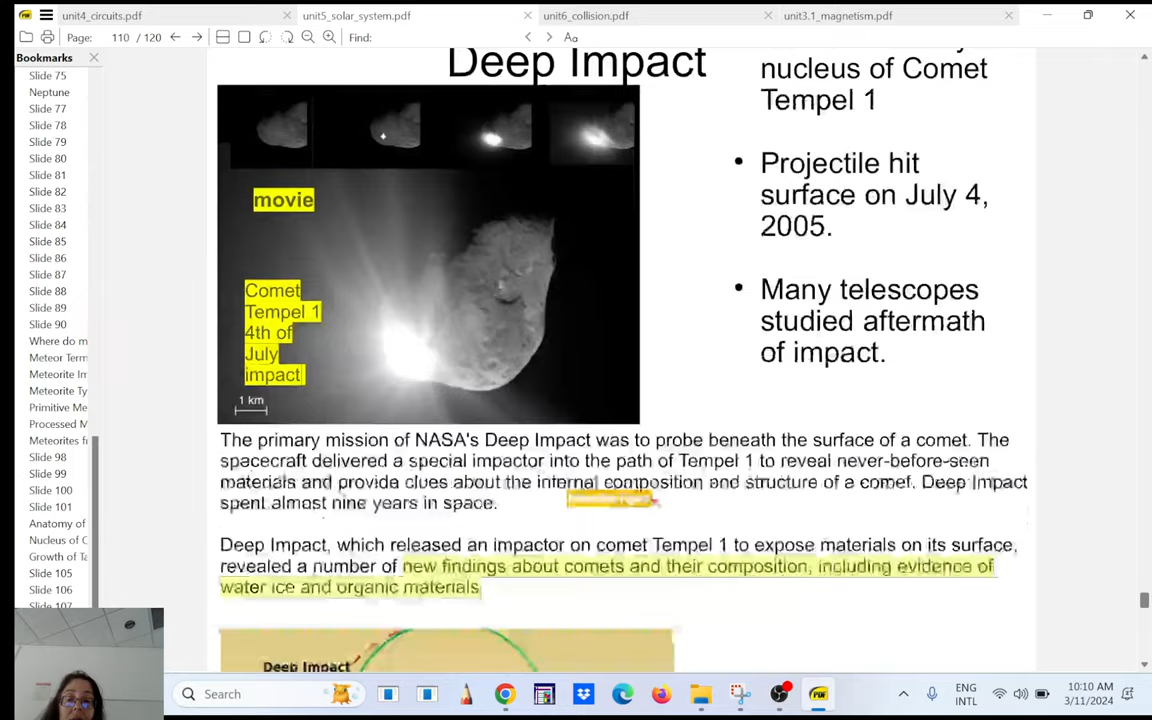 unit4_circuits.pdf
unit5_solar_system.pdf
unit6_collision.pdf
unit3.1_magnetism.pdf
Page: 110 / 120
Find:
Aa
Bookmarks
Slide 75
Neptune
Slide 77
Slide 78
Slide 79
Slide 80
Slide 81
Slide 82
Slide 83
Slide 84
Slide 85
Slide 86
Slide 87
Slide 88
Slide 89
Slide 90
Where do m
Meteor Term
Meteorite Im
Meteorite Ty
Primitive Me
Processed M
Meteorites f
Slide 98
Slide 99
Slide 100
Slide 101
Anatomy of
Nucleus of C
Growth of Ta
Slide 105
Slide 106
Slide 107
Deep Impact
movie
Comet
Tempel 1
4th of
July
impact
1 km
nucleus of Comet
Tempel 1
• Projectile hit
surface on July 4,
2005.
• Many telescopes
studied aftermath
of impact.
The primary mission of NASA's Deep Impact was to probe beneath the surface of a comet. The
spacecraft delivered a special impactor into the path of Tempel 1 to reveal never-before-seen
materials and provide clues about the internal composition and structure of a comet. Deep Impact
spent almost nine years in space.
Deep Impact, which released an impactor on comet Tempel 1 to expose materials on its surface,
revealed a number of new findings about comets and their composition, including evidence of
water ice and organic materials
Deep Impact
Search
PDF
ENG
INTL
10:10 AM
3/11/2024